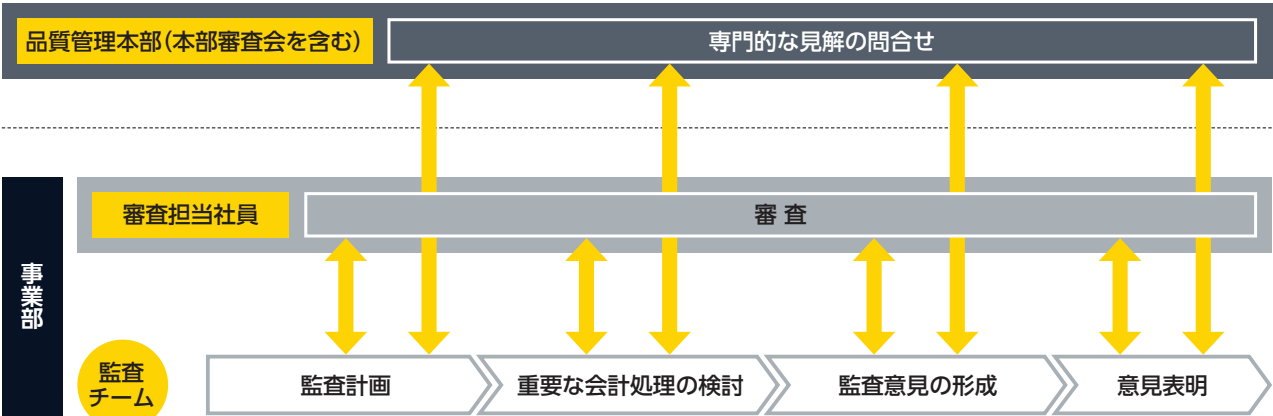 品質管理本部(本部審査会を含む)
専門的な見解の問合せ
審査担当社員
審 査
事業部
監査
チーム
監査計画
重要な会計処理の検討
監査意見の形成
意見表明